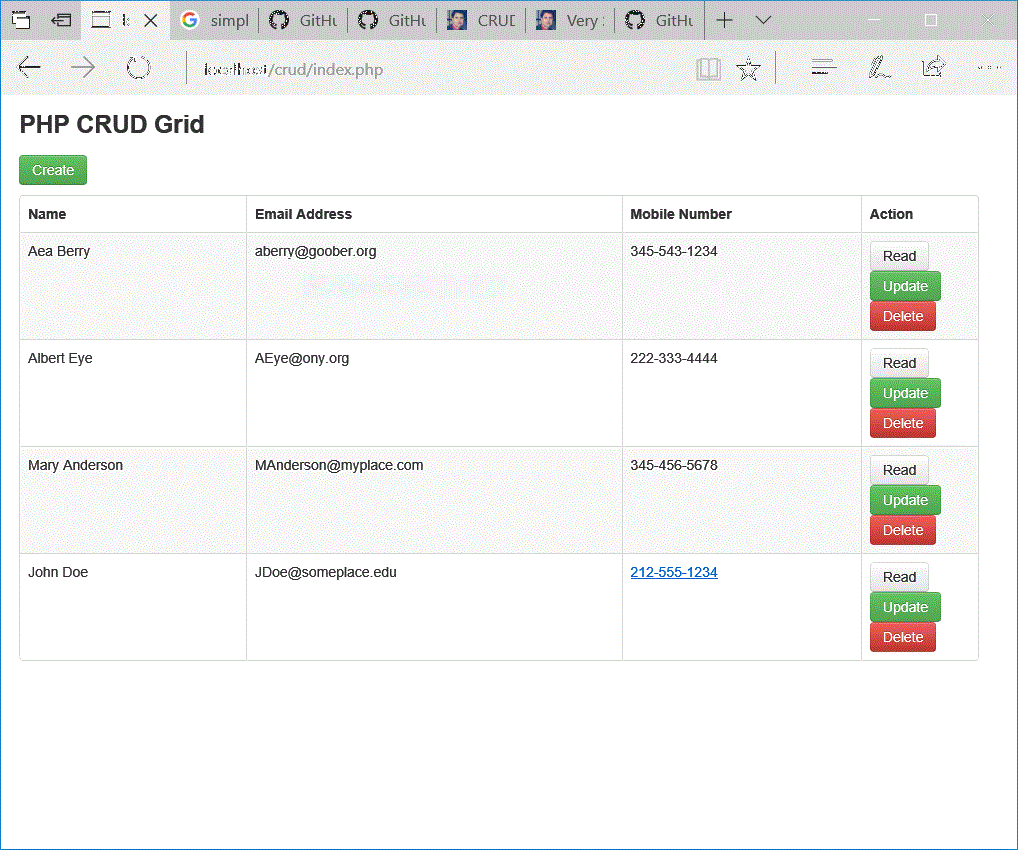 simpl GitHu GitHu CRUD Very GitHu
localhost/crud/index.php
PHP CRUD Grid
Create
Name Email Address Mobile Number Action
Aea Berry aberry@goober.org 345-543-1234 Read
Update
Delete
Albert Eye AEye@ony.org 222-333-4444 Read
Update
Delete
Mary Anderson MAnderson@myplace.com 345-456-5678 Read
Update
Delete
John Doe JDoe@someplace.edu 212-555-1234 Read
Update
Delete